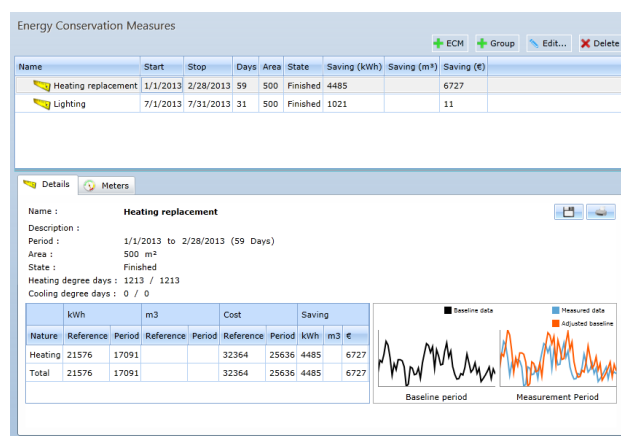 Energy Conservation Measures
ECM Group Edit... Delete
Name Start Stop Days Area State Saving (kWh) Saving (m³) Saving (€)
Heating replacement 1/1/2013 2/28/2013 59 500 Finished 4485 6727
Lighting 7/1/2013 7/31/2013 31 500 Finished 1021 11
Details Meters
Name : Heating replacement
Description :
Period : 1/1/2013 to 2/28/2013 (59 Days)
Area : 500 m²
State : Finished
Heating degree days : 1213 / 1213
Cooling degree days : 0 / 0
kWh m3 Cost Saving
Nature Reference Period Reference Period Reference Period kWh m3 €
Heating 21576 17091 32364 25636 4485 6727
Total 21576 17091 32364 25636 4485 6727
Baseline data Measured data
Adjusted baseline
Baseline period Measurement Period